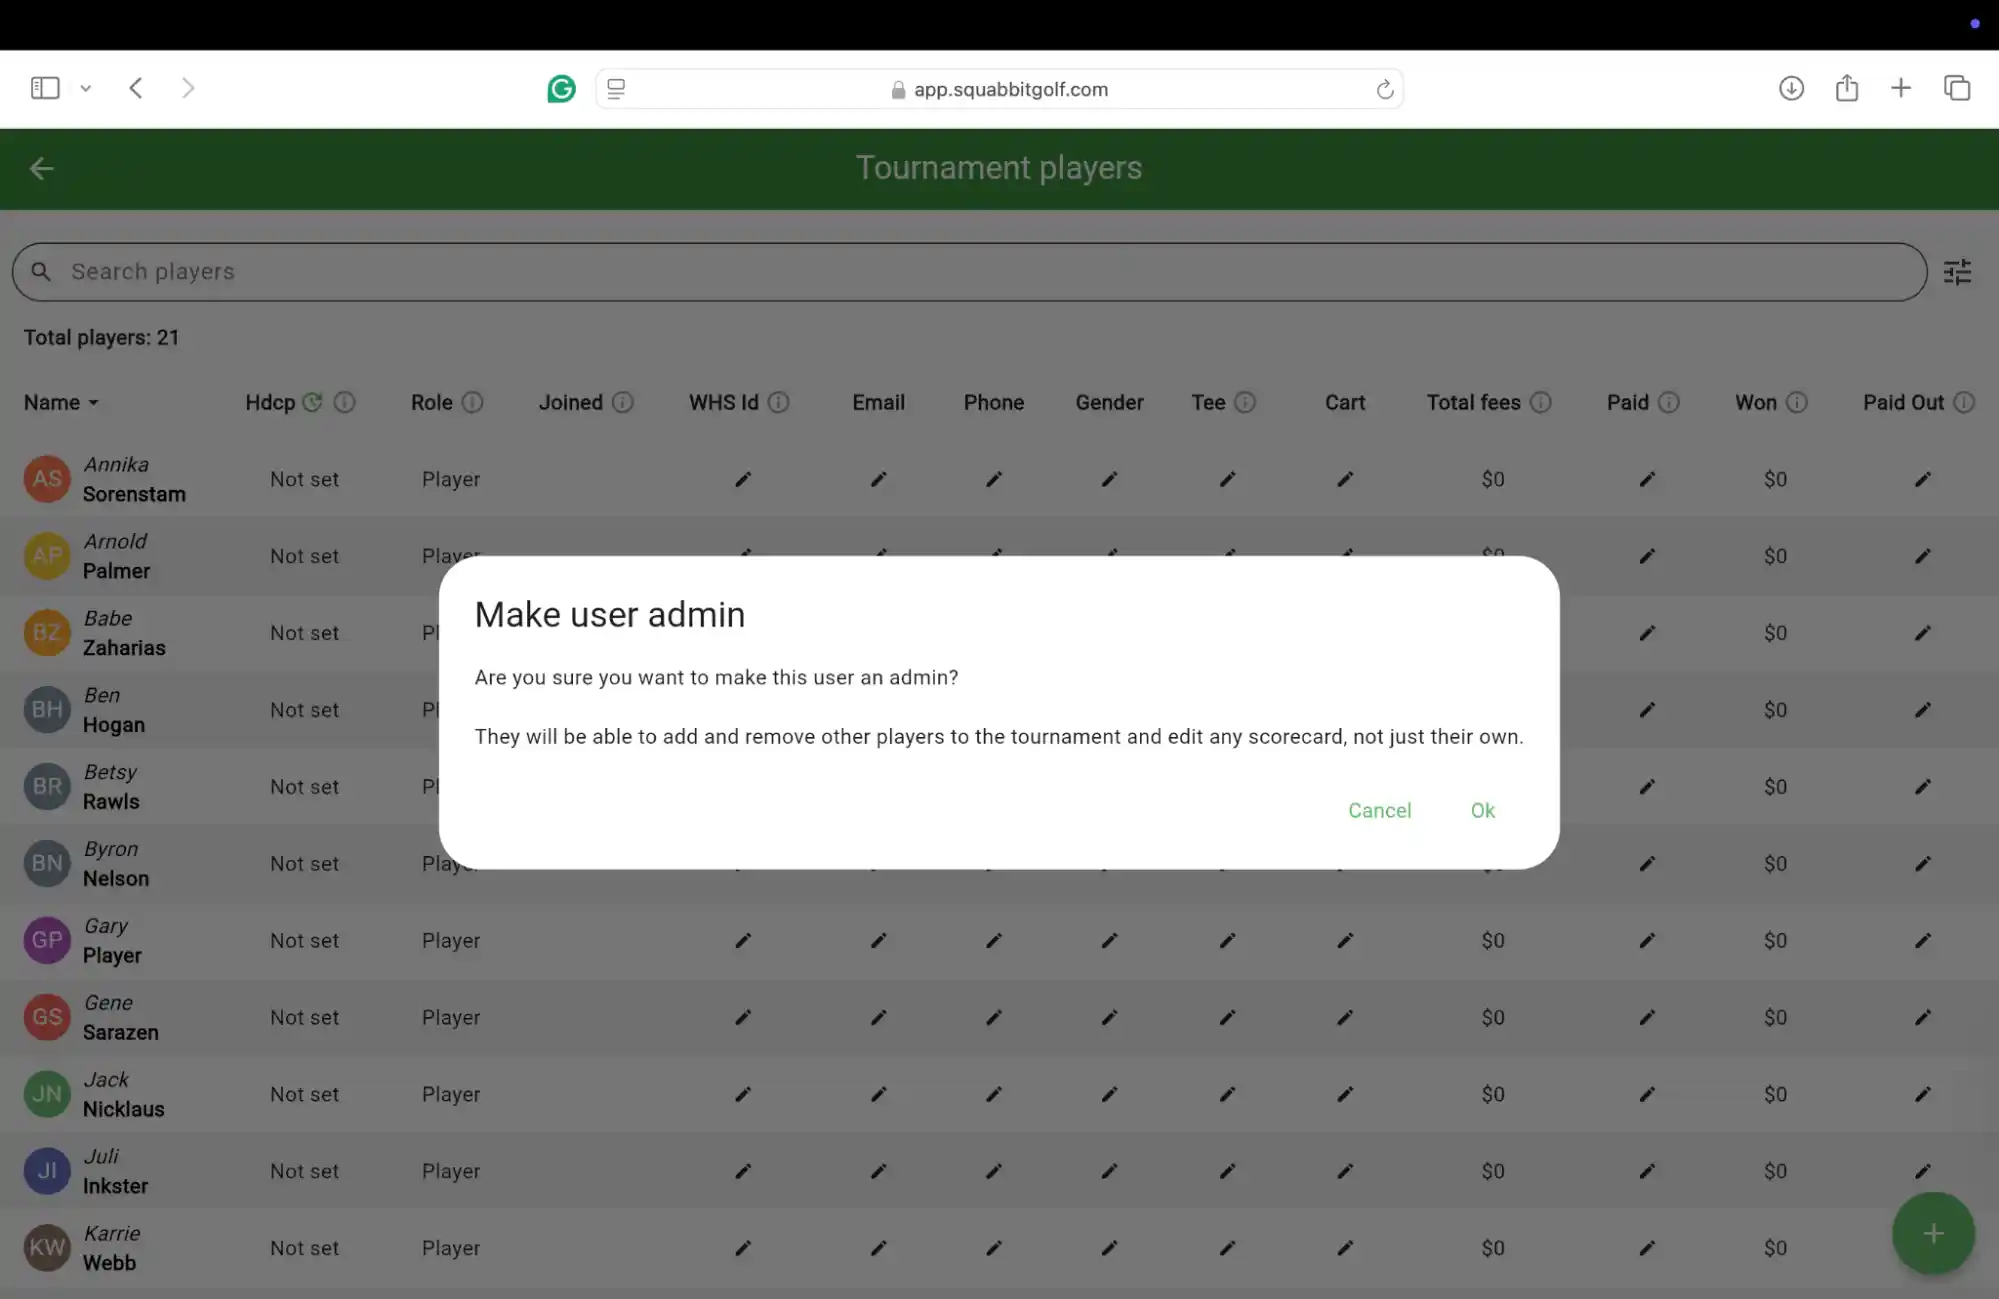 app.squabbitgolf.com
Tournament players
Search players
Total players: 21
Name Hdcp Role Joined WHS Id Email Phone Gender Tee Cart Total fees Paid Won Paid Out
AS Annika Sorenstam Not set Player $0 $0
AP Arnold Palmer Not set Player $0 $0
BZ Babe Zaharias Not set Pl $0
BH Ben Hogan Not set Pl $0
BR Betsy Rawls Not set Pl $0
Make user admin
Are you sure you want to make this user an admin?
They will be able to add and remove other players to the tournament and edit any scorecard, not just their own.
Cancel Ok
BN Byron Nelson Not set Play $0
GP Gary Player Not set Player $0 $0
GS Gene Sarazen Not set Player $0 $0
JN Jack Nicklaus Not set Player $0 $0
JI Juli Inkster Not set Player $0 $0
KW Karrie Webb Not set Player $0 $0